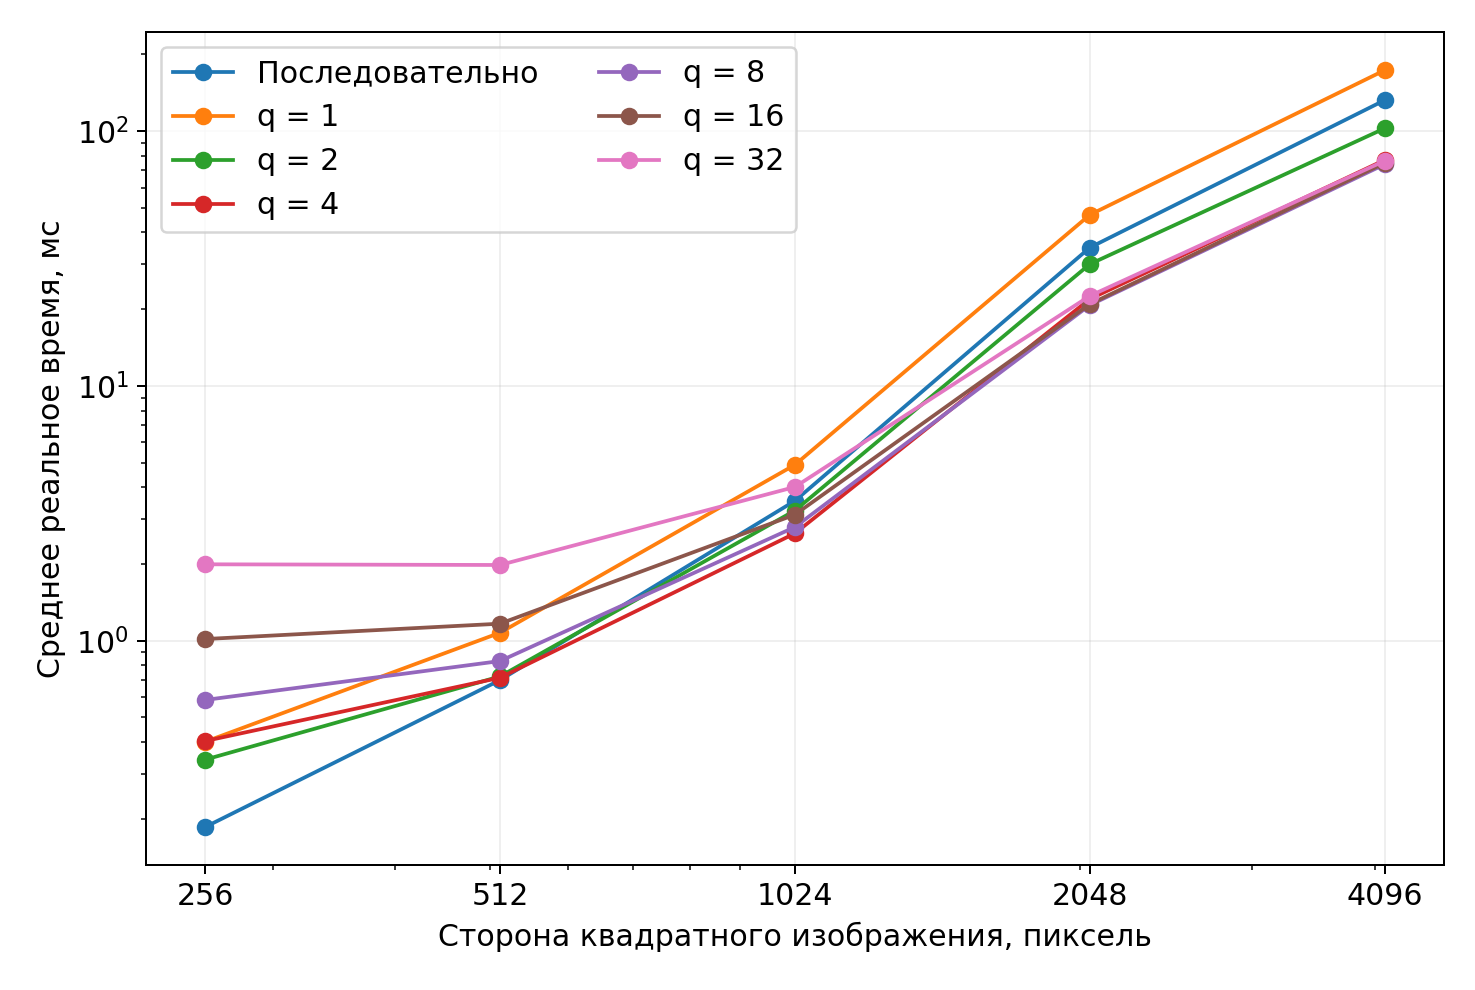 Последовательно
q = 1
q = 2
q = 4
q = 8
q = 16
q = 32
Среднее реальное время, мс
10²
10¹
10⁰
256
512
1024
2048
4096
Сторона квадратного изображения, пиксель